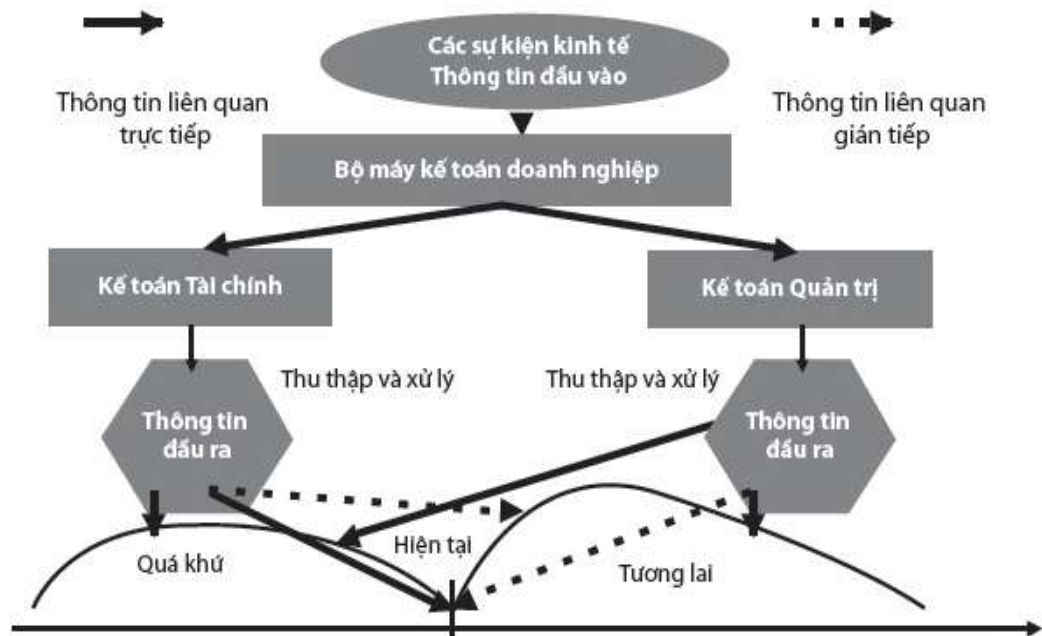 Các sự kiện kinh tế
Thông tin đầu vào
Thông tin liên quan
trực tiếp
Thông tin liên quan
gián tiếp
Bộ máy kế toán doanh nghiệp
Kế toán Tài chính
Kế toán Quản trị
Thu thập và xử lý
Thu thập và xử lý
Thông tin
đầu ra
Thông tin
đầu ra
Quá khứ
Hiện tại
Tương lai